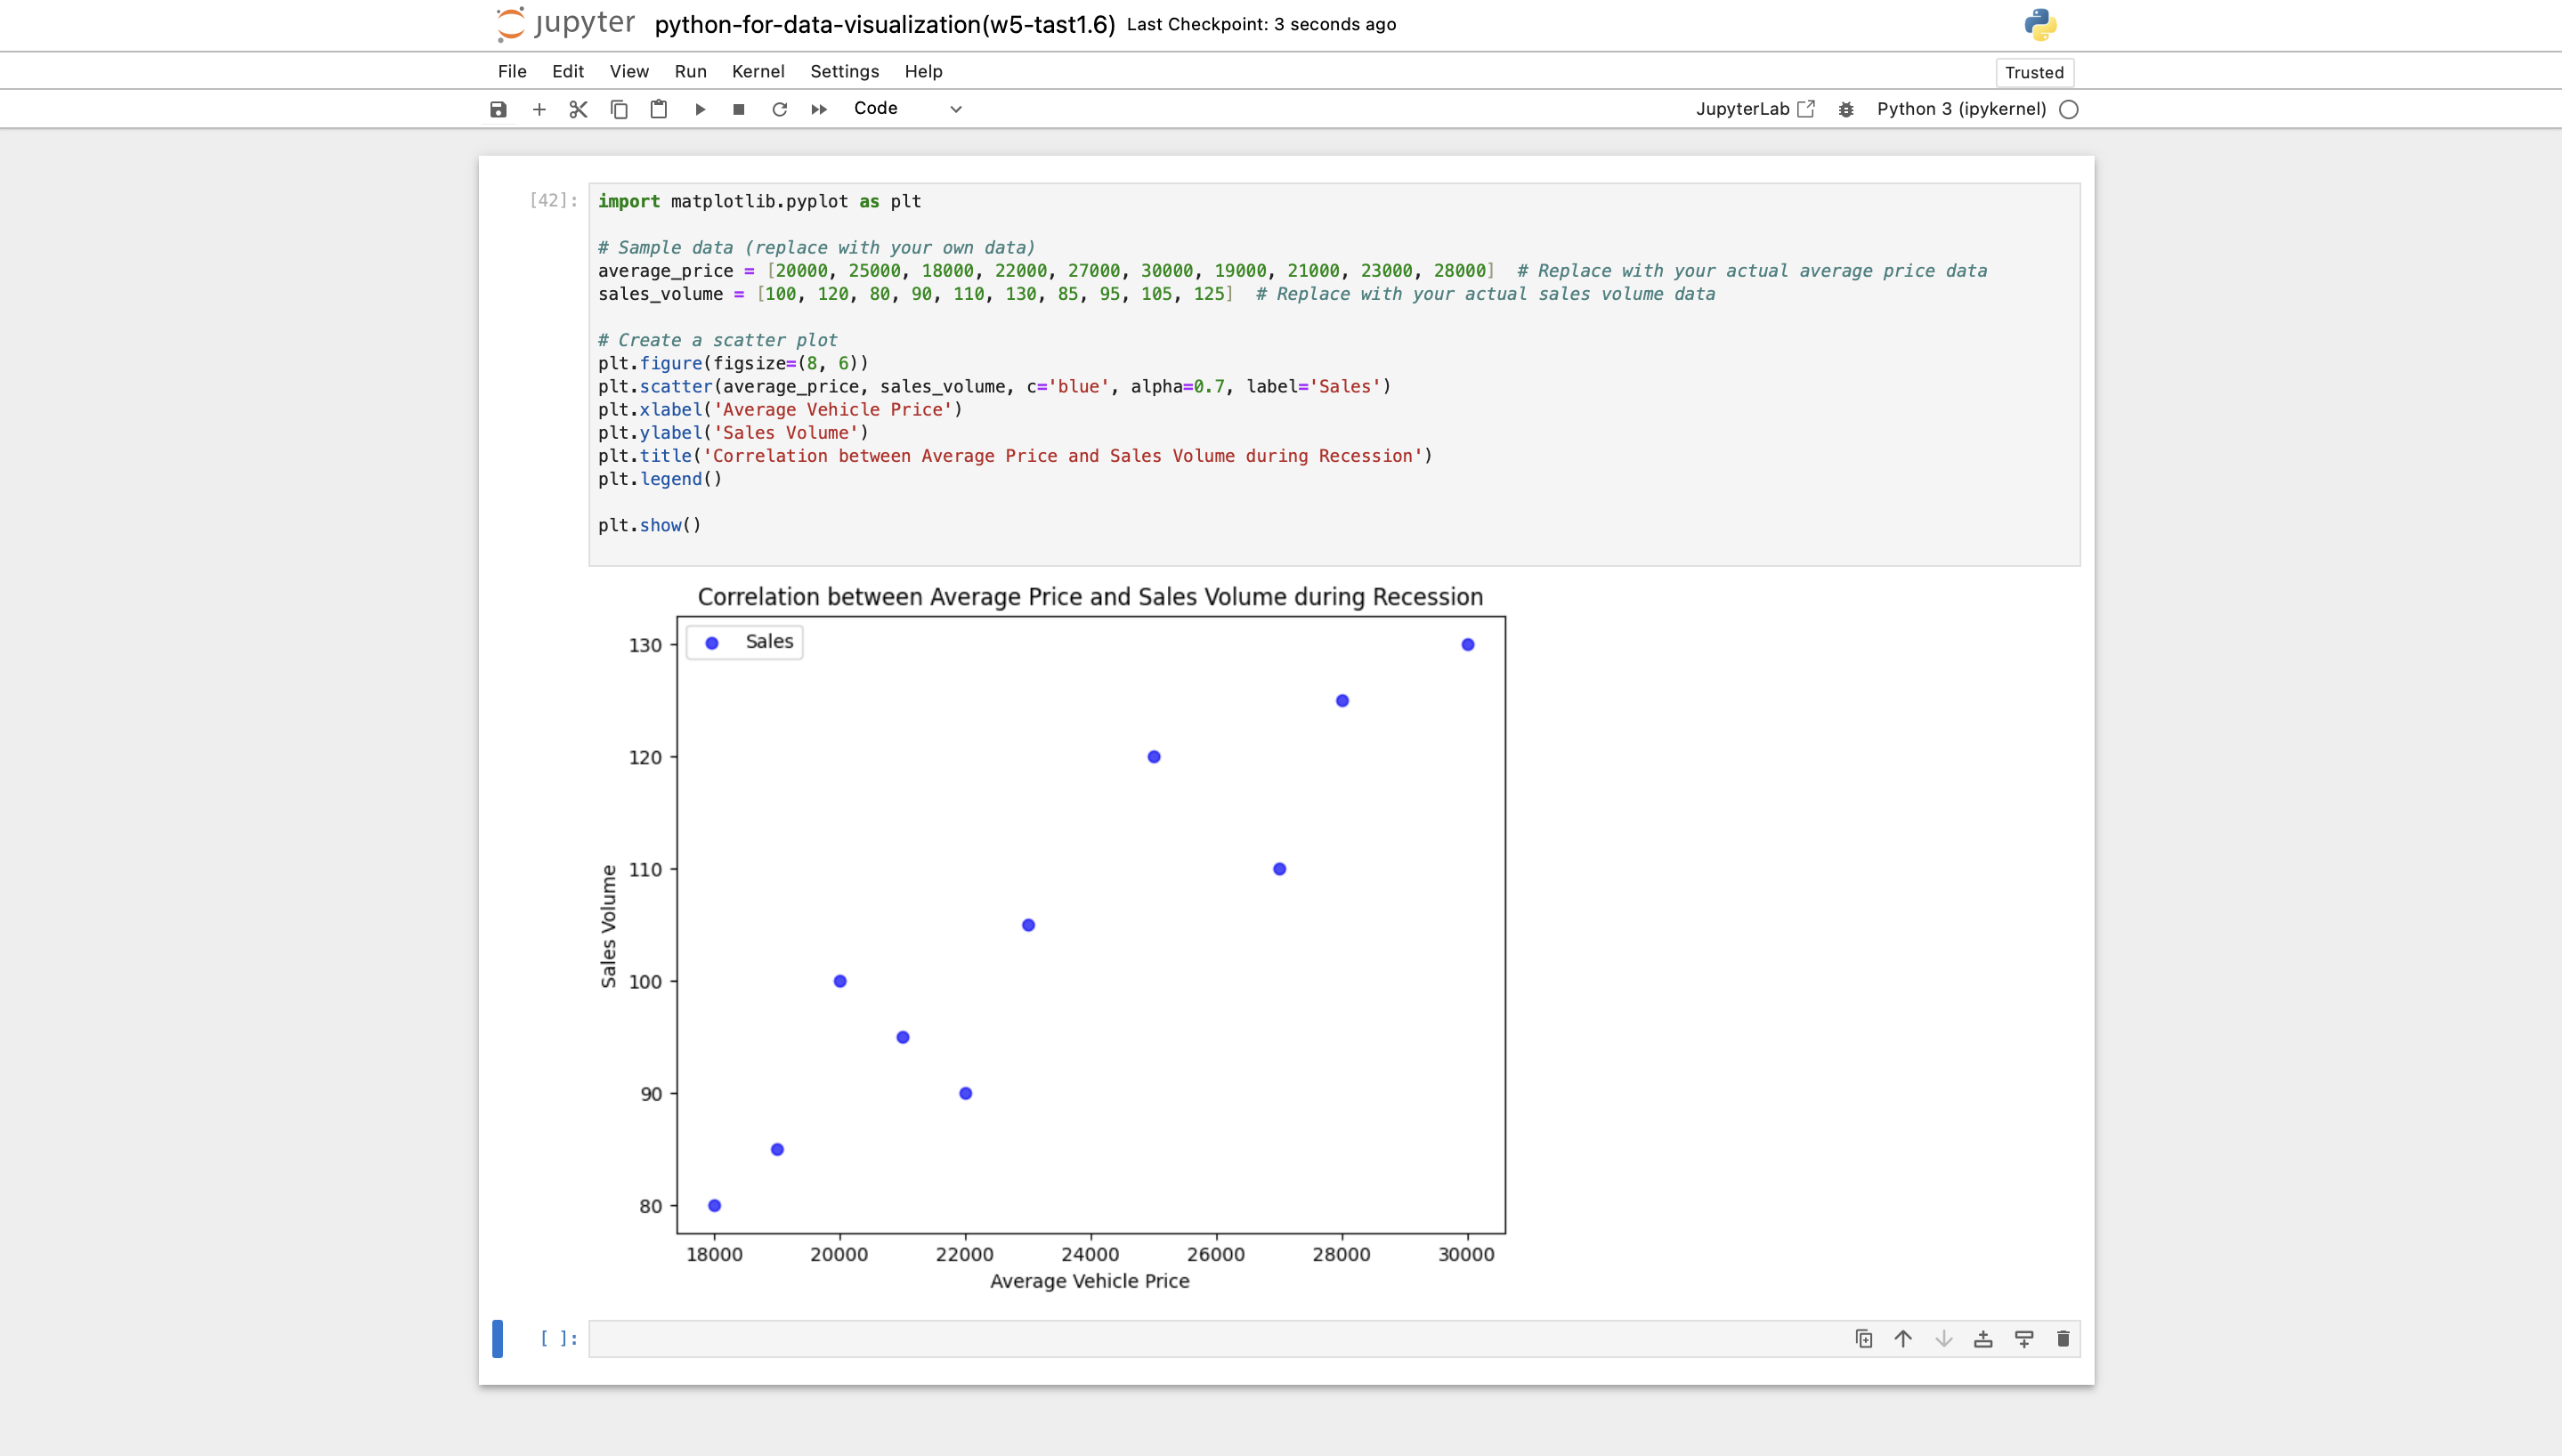 jupyter python-for-data-visualization(w5-tast1.6) Last Checkpoint: 3 seconds ago
File Edit View Run Kernel Settings Help Trusted
Code JupyterLab Python 3 (ipykernel)
[42]: import matplotlib.pyplot as plt
# Sample data (replace with your own data)
average_price = [20000, 25000, 18000, 22000, 27000, 30000, 19000, 21000, 23000, 28000]  # Replace with your actual average price data
sales_volume = [100, 120, 80, 90, 110, 130, 85, 95, 105, 125]  # Replace with your actual sales volume data
# Create a scatter plot
plt.figure(figsize=(8, 6))
plt.scatter(average_price, sales_volume, c='blue', alpha=0.7, label='Sales')
plt.xlabel('Average Vehicle Price')
plt.ylabel('Sales Volume')
plt.title('Correlation between Average Price and Sales Volume during Recession')
plt.legend()
plt.show()
Correlation between Average Price and Sales Volume during Recession
Sales
130
120
110
100
90
80
Sales Volume
18000 20000 22000 24000 26000 28000 30000
Average Vehicle Price
[ ]: